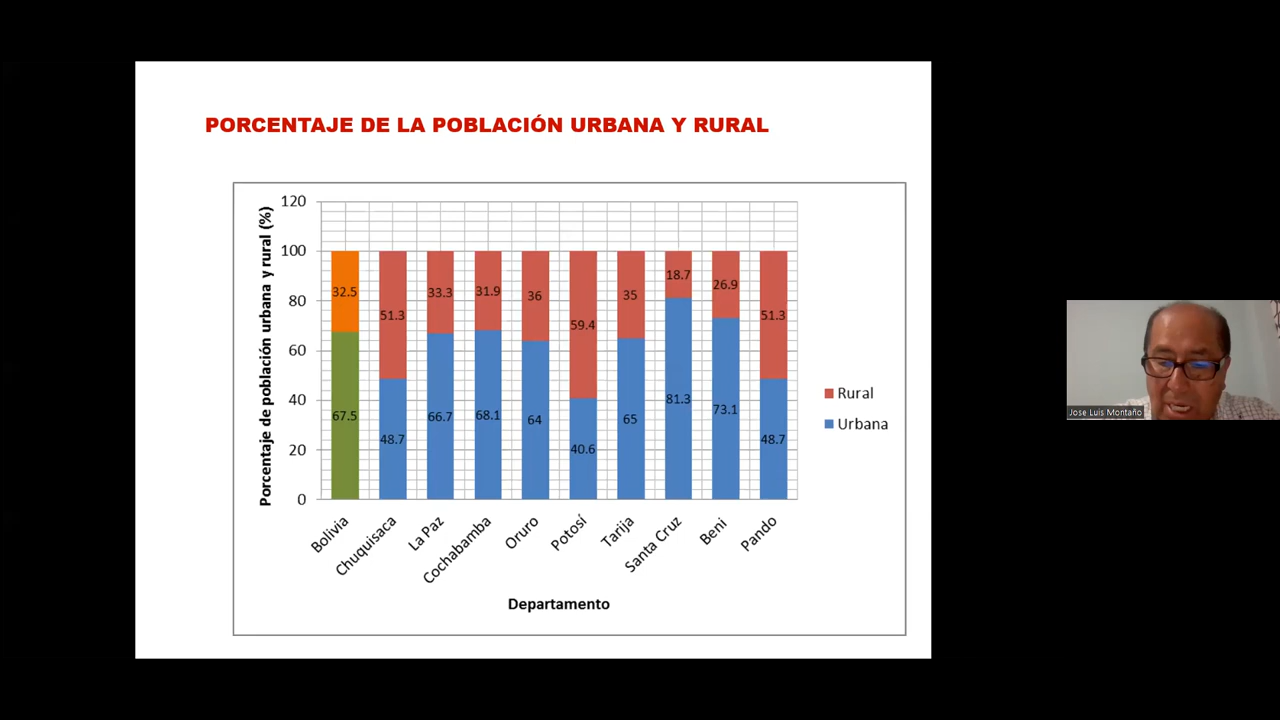 PORCENTAJE DE LA POBLACIÓN URBANA Y RURAL
Porcentaje de población urbana y rural (%)
120
100
80
60
40
20
0
32.5
51.3
33.3
31.9
36
59.4
35
18.7
26.9
51.3
67.5
48.7
66.7
68.1
64
40.6
65
81.3
73.1
48.7
Bolivia
Chuquisaca
La Paz
Cochabamba
Oruro
Potosí
Tarija
Santa Cruz
Beni
Pando
Departamento
Rural
Urbana
Jose Luis Montaño